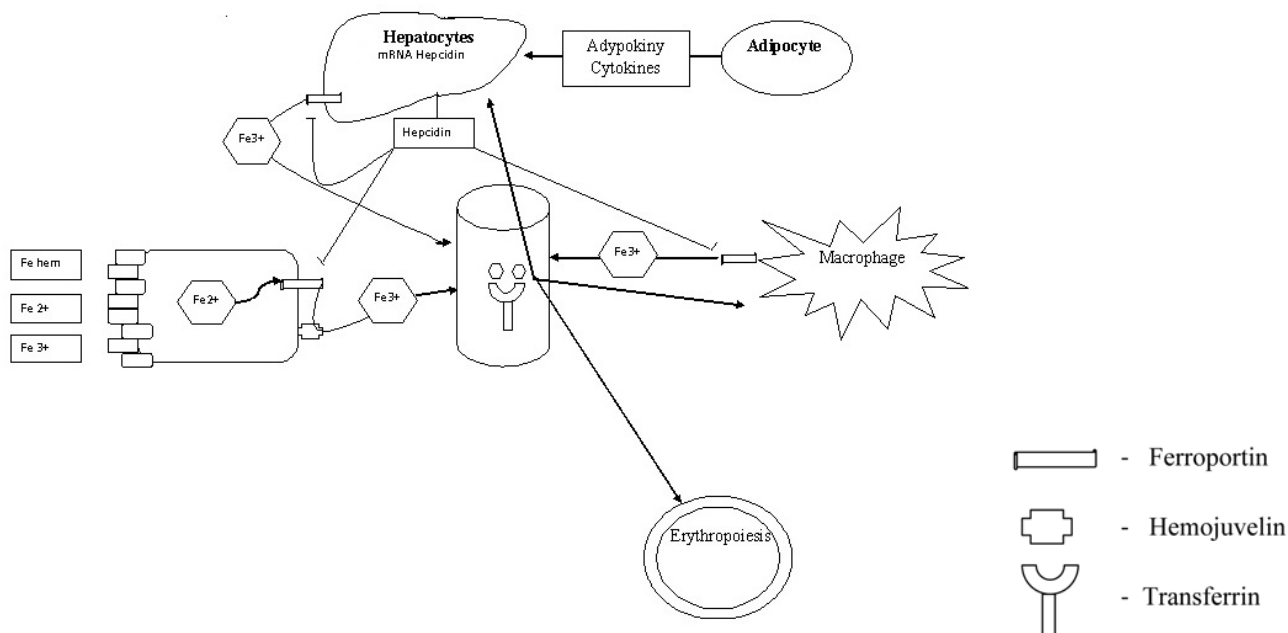 Hepatocytes
mRNA Hepcidin
Adypokiny
Cytokines
Adipocyte
Fe3+
Hepcidin
Fe hem
Fe 2+
Fe 3+
Fe2+
Fe3+
Fe3+
Macrophage
Erythropoiesis
- Ferroportin
- Hemojuvelin
- Transferrin